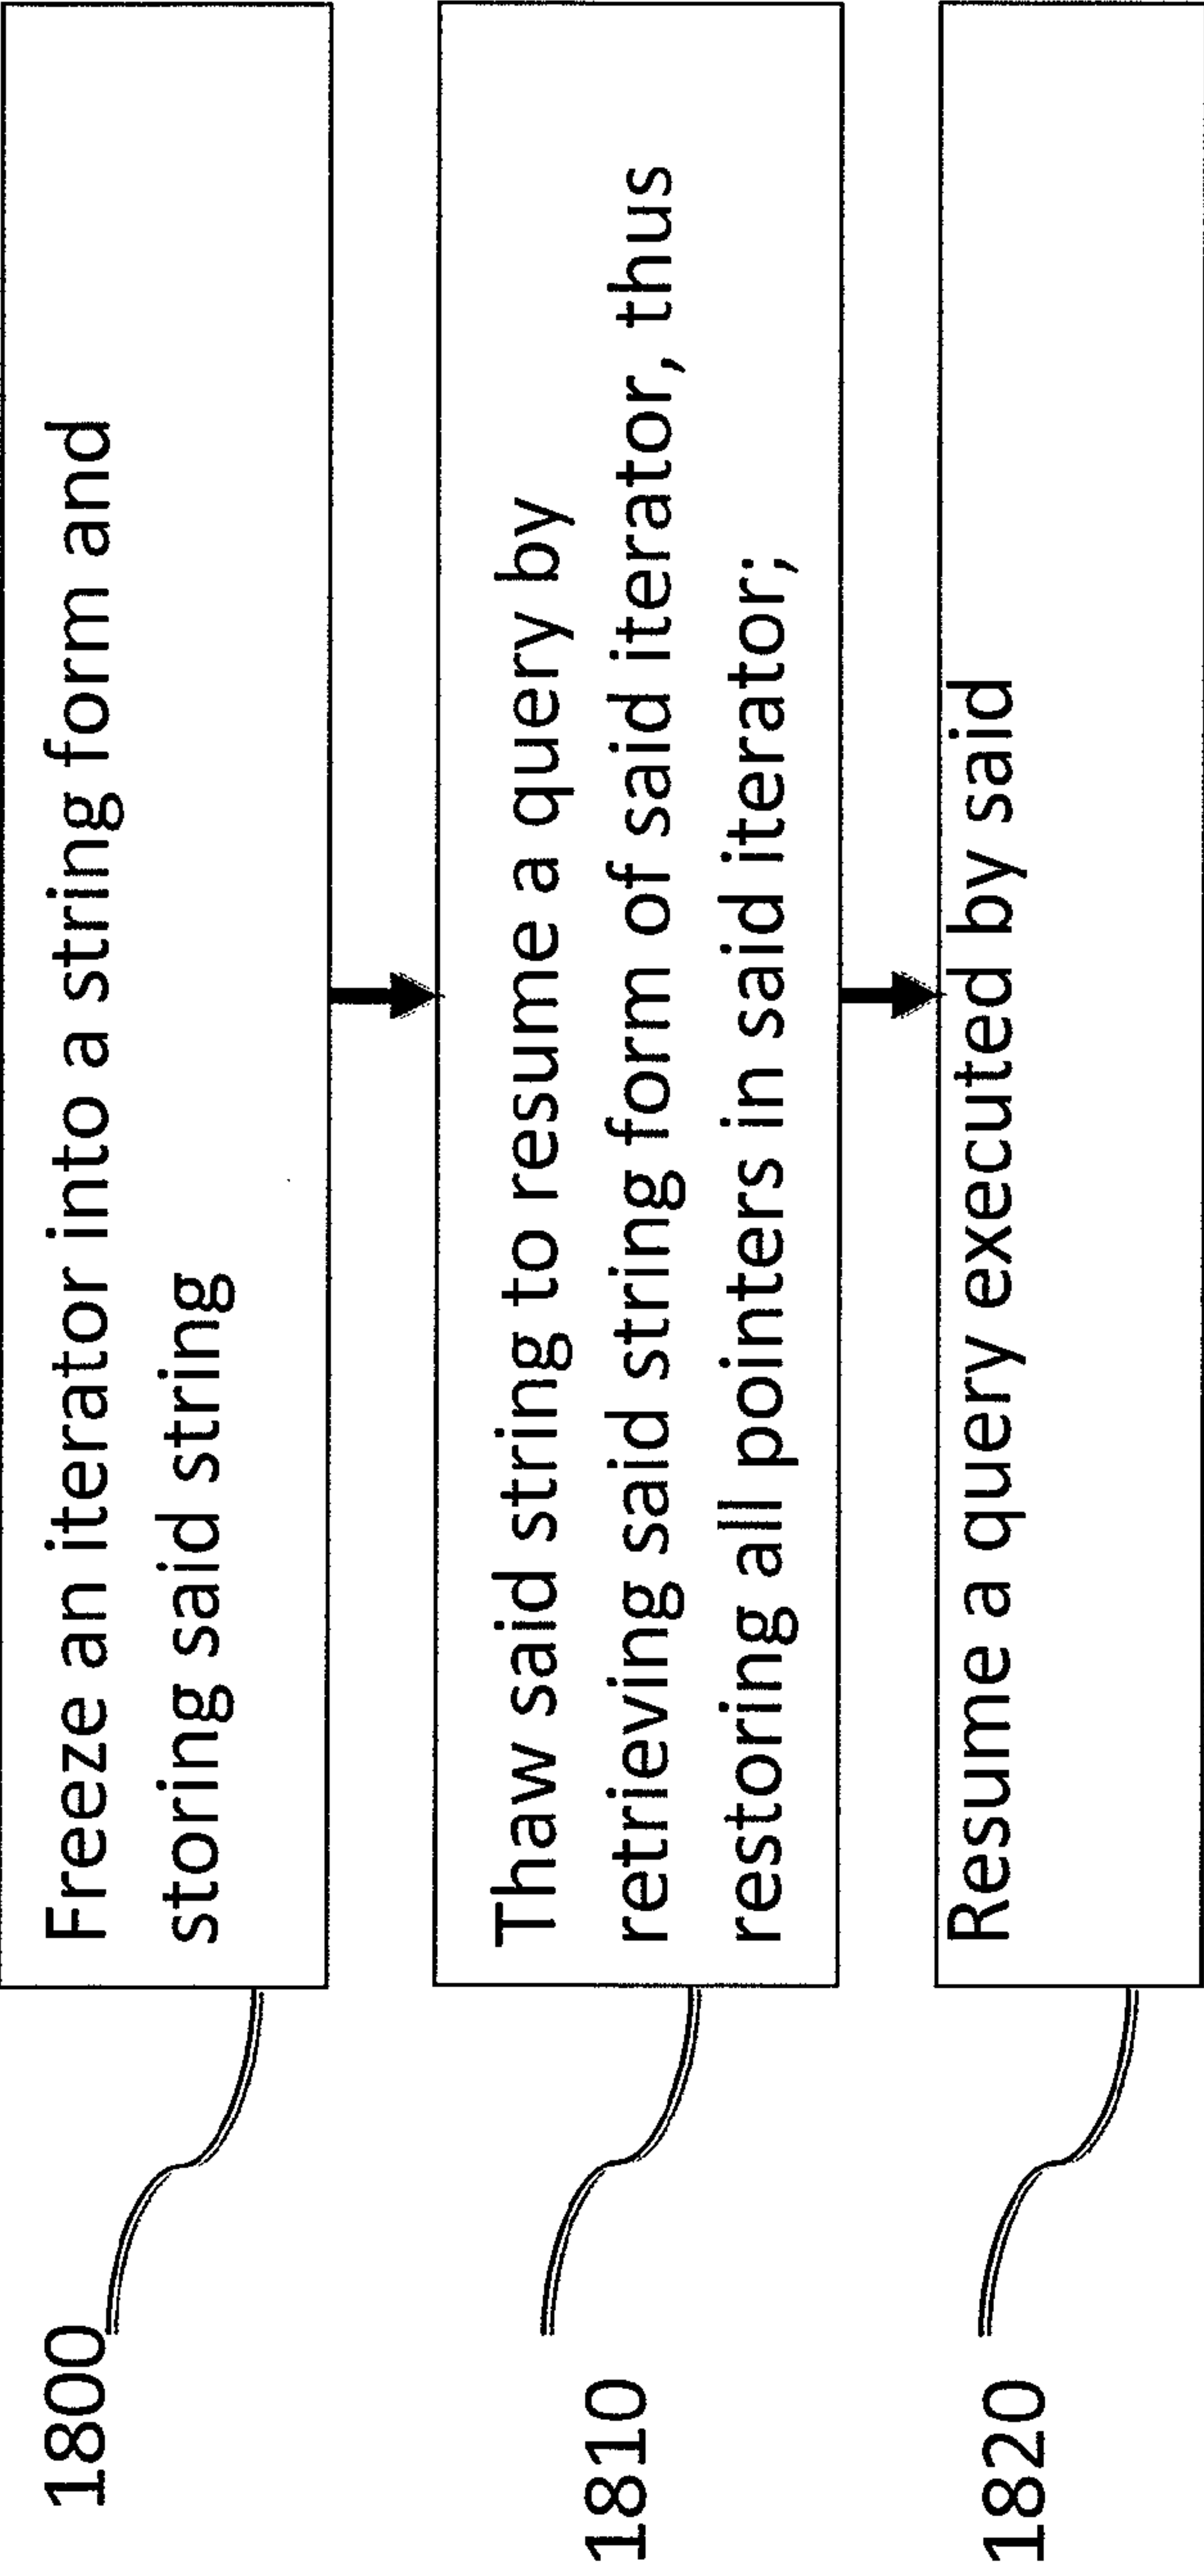 1800
Freeze an iterator into a string form and
storing said string
1810
Thaw said string to resume a query by
retrieving said string form of said iterator, thus
restoring all pointers in said iterator;
1820
Resume a query executed by said